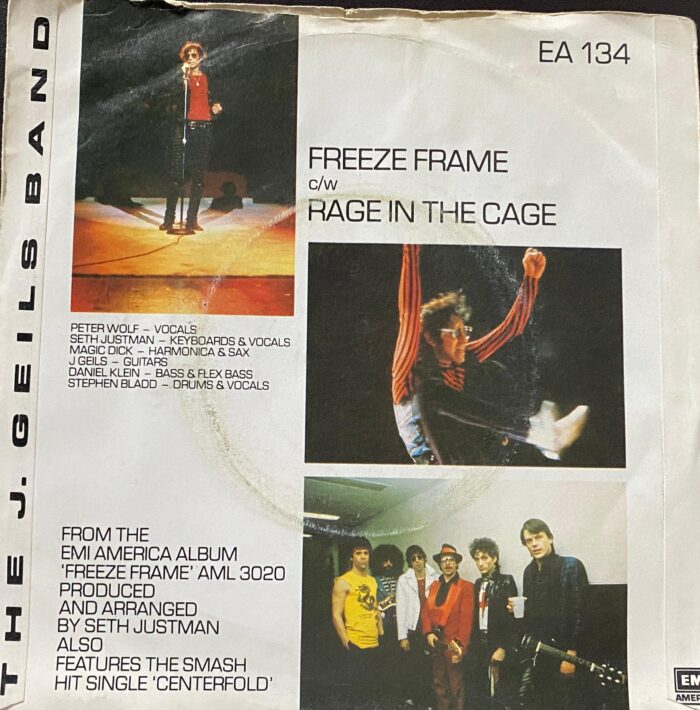 THE J. GEILS BAND
EA 134
FREEZE FRAME
c/w
RAGE IN THE CAGE
PETER WOLF – VOCALS
SETH JUSTMAN – KEYBOARDS & VOCALS
MAGIC DICK – HARMONICA & SAX
J GEILS – GUITARS
DANIEL KLEIN – BASS & FLEX BASS
STEPHEN BLADD – DRUMS & VOCALS
FROM THE
EMI AMERICA ALBUM
'FREEZE FRAME' AML 3020
PRODUCED
AND ARRANGED
BY SETH JUSTMAN
ALSO
FEATURES THE SMASH
HIT SINGLE 'CENTERFOLD'
EM
AMER